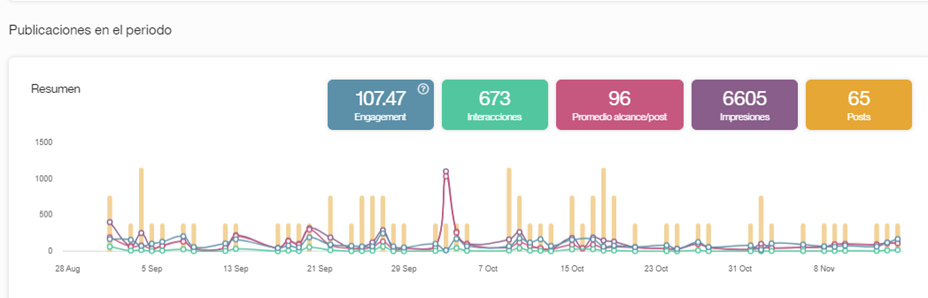 Publicaciones en el periodo
Resumen
107.47
?
Engagement
673
Interacciones
96
Promedio alcance/post
6605
Impresiones
65
Posts
1500
1000
500
0
28 Aug
5 Sep
13 Sep
21 Sep
29 Sep
7 Oct
15 Oct
23 Oct
31 Oct
8 Nov